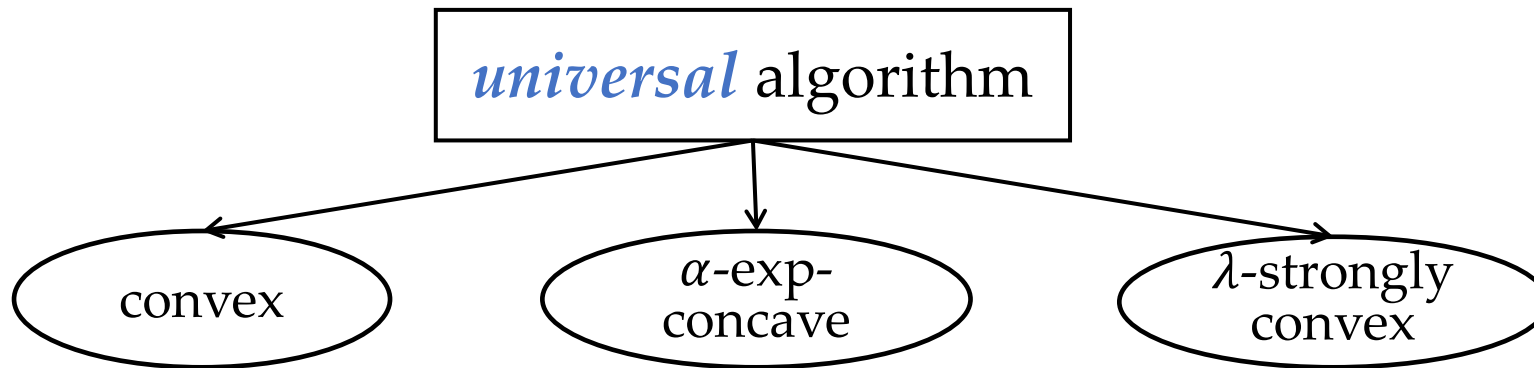 universal algorithm
convex
α-exp-
concave
λ-strongly
convex